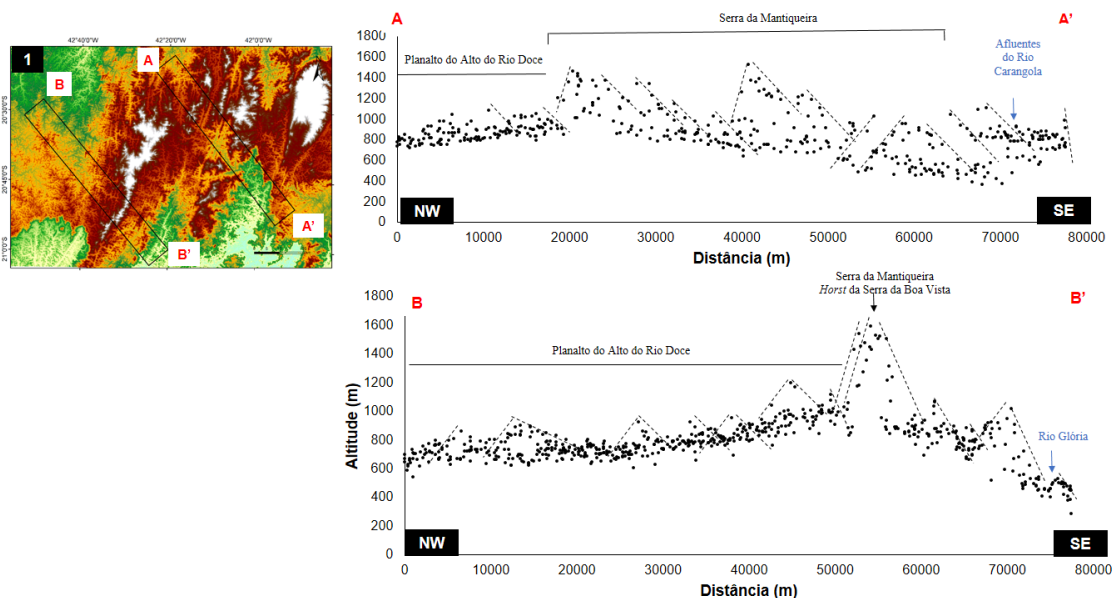 1
42°40'0"W
42°20'0"W
42°0'0"W
20°30'0"S
20°45'0"S
21°0'0"S
A
B
A'
B'
A
A'
Serra da Mantiqueira
Planalto do Alto do Rio Doce
Afluentes
do Rio
Carangola
1800
1600
1400
1200
1000
800
600
400
200
0
NW
SE
0 10000 20000 30000 40000 50000 60000 70000 80000
Distância (m)
B
B'
Serra da Mantiqueira
Horst da Serra da Boa Vista
Planalto do Alto do Rio Doce
Rio Glória
Altitude (m)
1800
1600
1400
1200
1000
800
600
400
200
0
NW
SE
0 10000 20000 30000 40000 50000 60000 70000 80000
Distância (m)